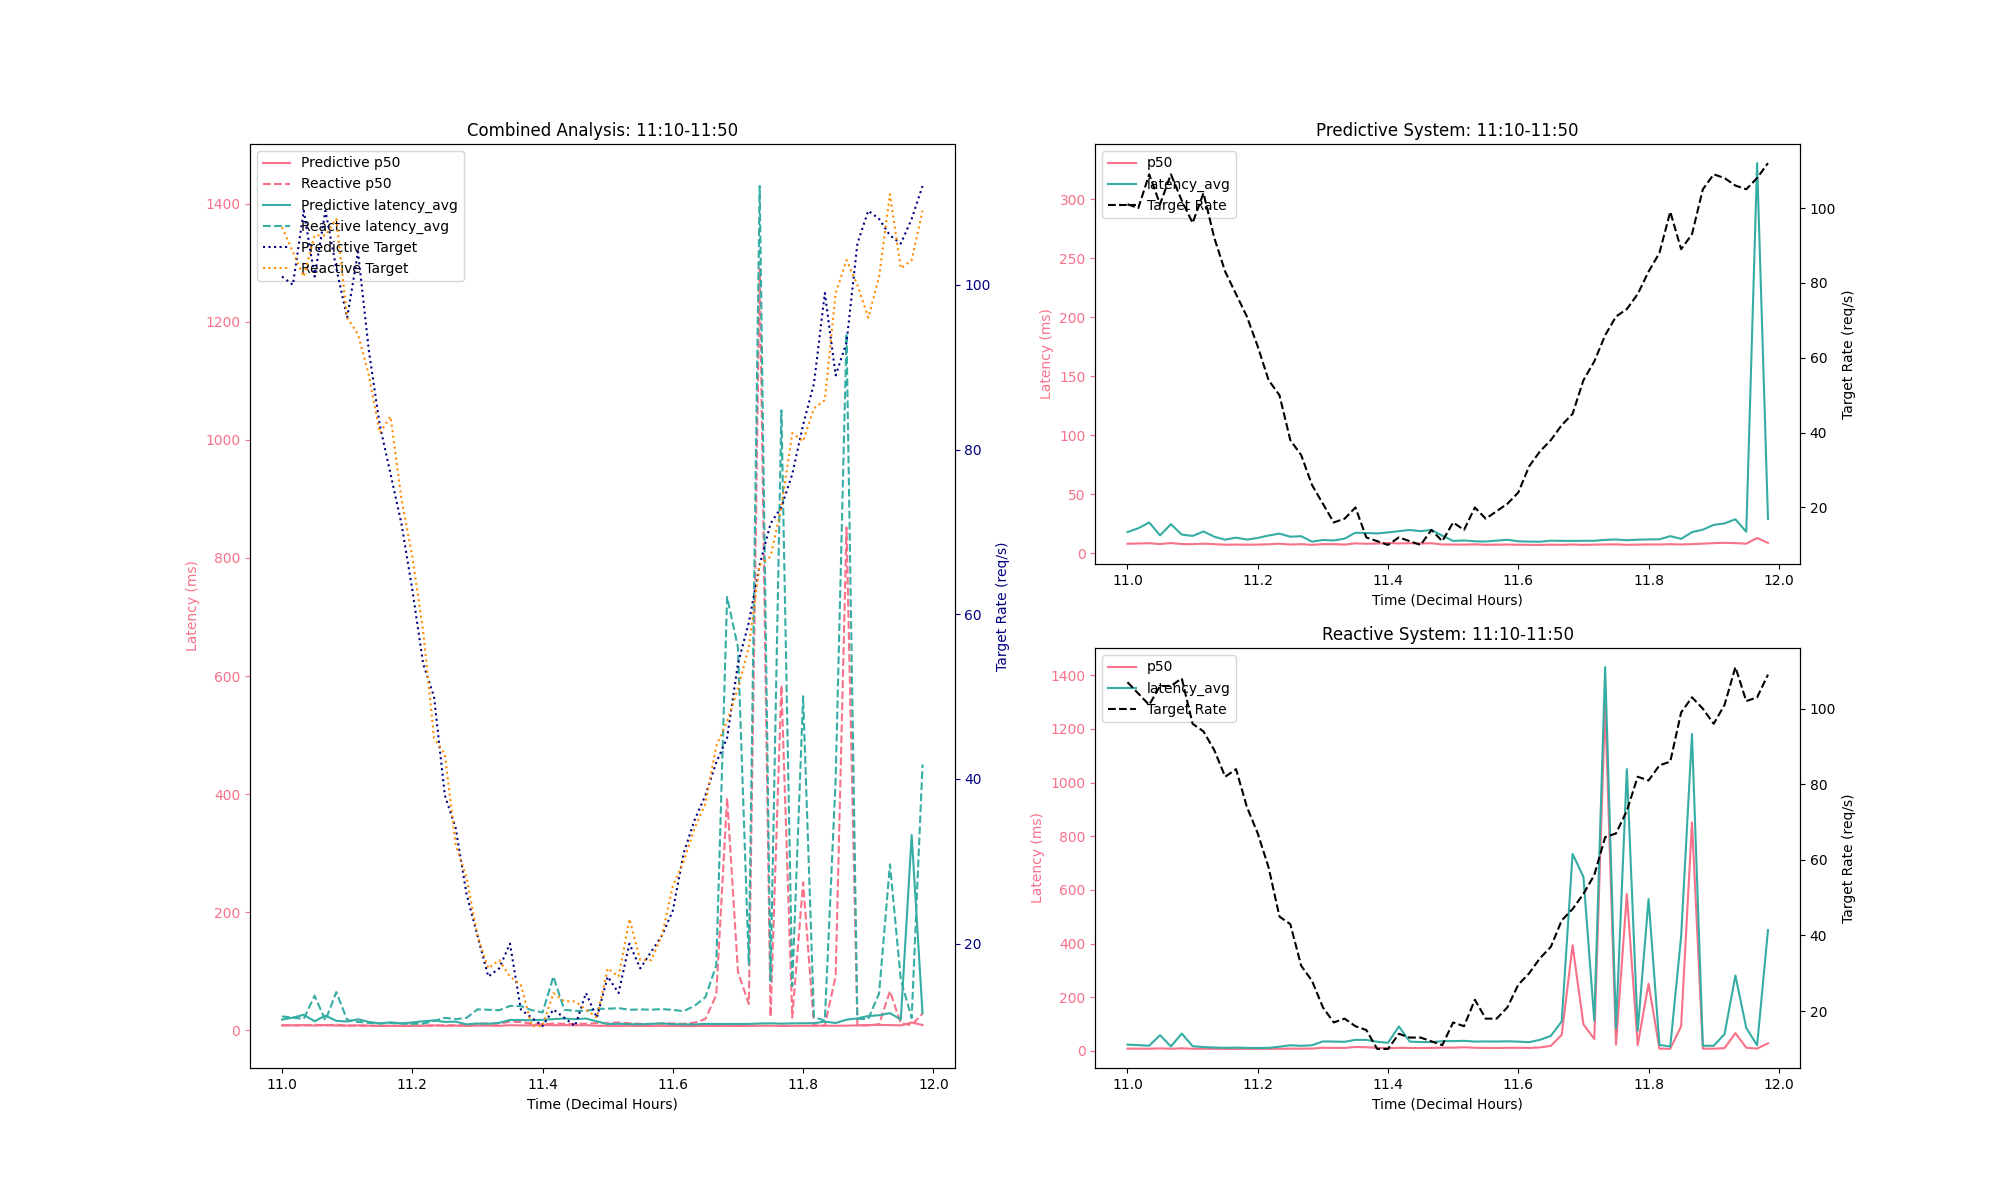 Combined Analysis: 11:10-11:50
Predictive p50
Reactive p50
Predictive latency_avg
Reactive latency_avg
Predictive Target
Reactive Target
1400
1200
1000
800
600
400
200
0
Latency (ms)
100
80
60
40
20
Target Rate (req/s)
11.0 11.2 11.4 11.6 11.8 12.0
Time (Decimal Hours)
Predictive System: 11:10-11:50
p50
latency_avg
Target Rate
300
250
200
150
100
50
0
Latency (ms)
100
80
60
40
20
Target Rate (req/s)
11.0 11.2 11.4 11.6 11.8 12.0
Time (Decimal Hours)
Reactive System: 11:10-11:50
p50
latency_avg
Target Rate
1400
1200
1000
800
600
400
200
0
Latency (ms)
100
80
60
40
20
Target Rate (req/s)
11.0 11.2 11.4 11.6 11.8 12.0
Time (Decimal Hours)